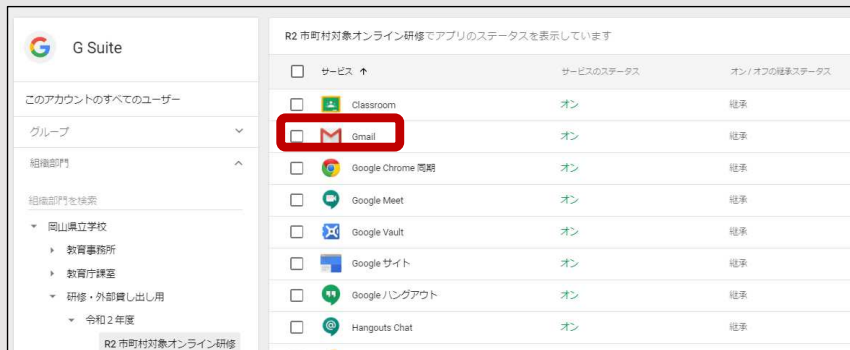 G Suite
このアカウントのすべてのユーザー
グループ
組織部門
組織部門を検索
岡山県立学校
教育事務所
教育庁課室
研修・外部貸し出し用
令和２年度
R2 市町村対象オンライン研修
R2 市町村対象オンライン研修でアプリのステータスを表示しています
サービス ↑ サービスのステータス オン / オフの継承ステータス
Classroom オン 継承
Gmail オン 継承
Google Chrome 同期 オン 継承
Google Meet オン 継承
Google Vault オン 継承
Google サイト オン 継承
Google ハングアウト オン 継承
Hangouts Chat オン 継承